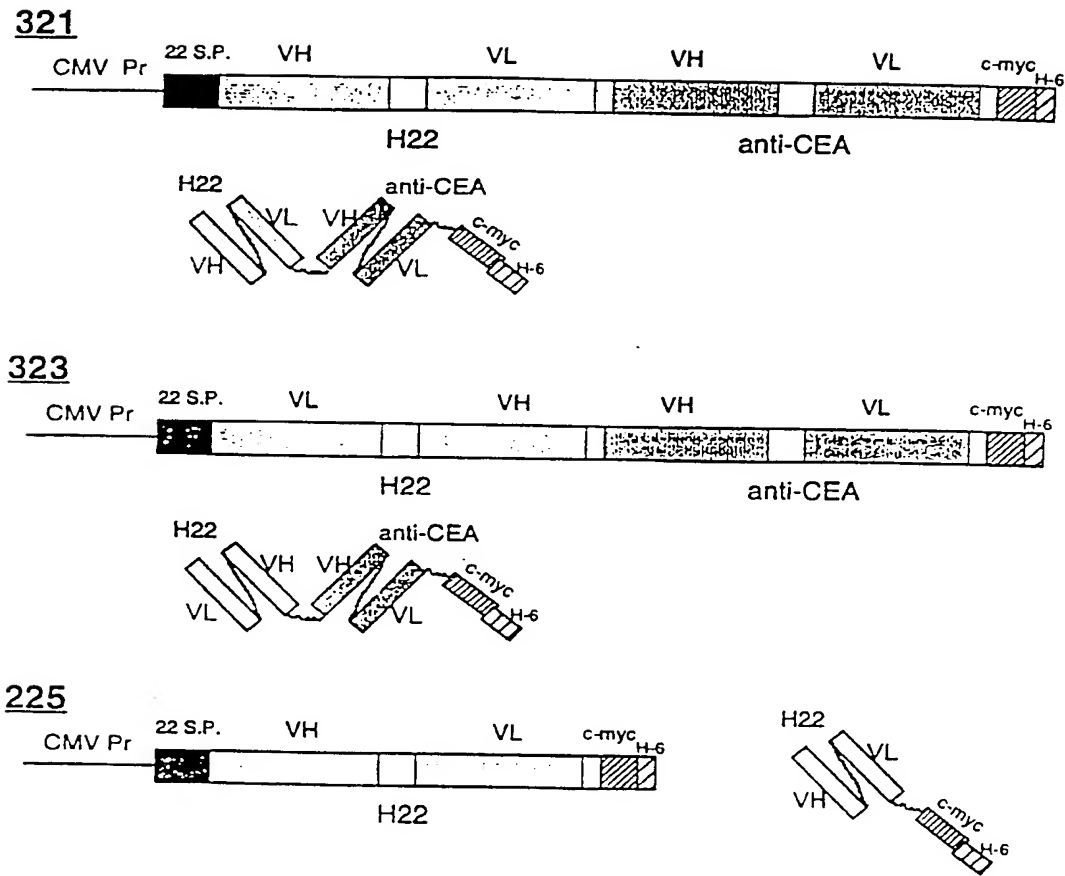 321
CMV Pr 22 S.P. VH VL VH VL c-myc H-6
H22 anti-CEA
H22 anti-CEA
VH VL VH VL c-myc H-6
323
CMV Pr 22 S.P. VL VH VH VL c-myc H-6
H22 anti-CEA
H22 anti-CEA
VL VH VH VL c-myc H-6
225
CMV Pr 22 S.P. VH VL c-myc H-6
H22
H22
VH VL c-myc H-6